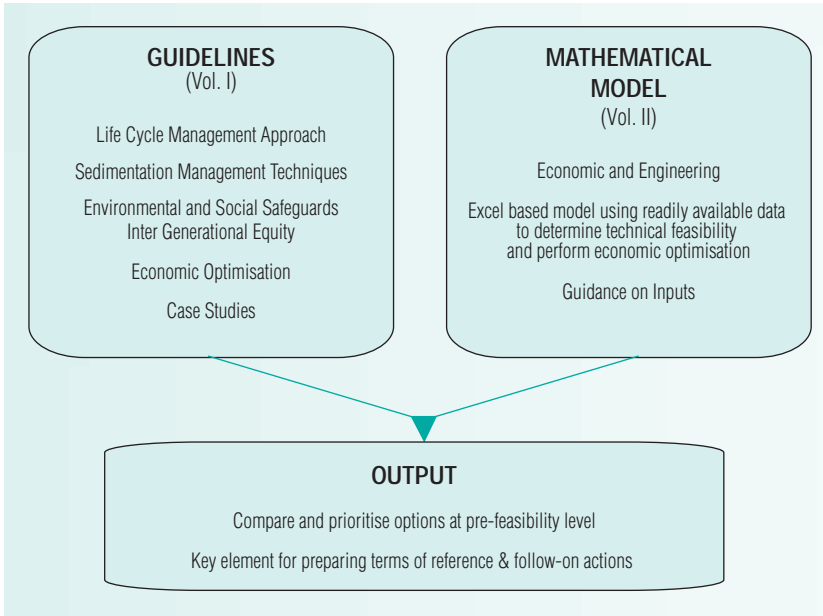 GUIDELINES
(Vol. I)
Life Cycle Management Approach
Sedimentation Management Techniques
Environmental and Social Safeguards
Inter Generational Equity
Economic Optimisation
Case Studies
MATHEMATICAL
MODEL
(Vol. II)
Economic and Engineering
Excel based model using readily available data
to determine technical feasibility
and perform economic optimisation
Guidance on Inputs
OUTPUT
Compare and prioritise options at pre-feasibility level
Key element for preparing terms of reference & follow-on actions